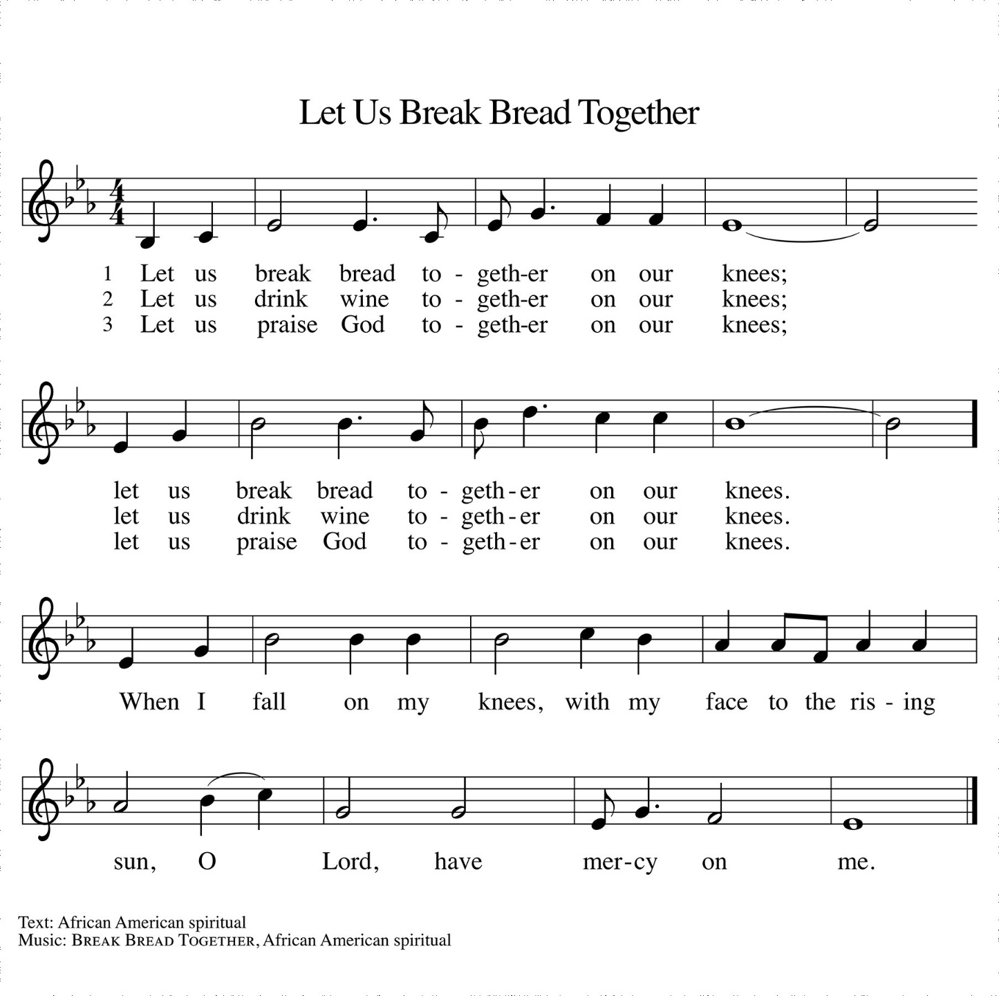 Let Us Break Bread Together
4
4
1 Let us break bread to - geth-er on our knees;
2 Let us drink wine to - geth-er on our knees;
3 Let us praise God to - geth-er on our knees;
let us break bread to - geth - er on our knees.
let us drink wine to - geth - er on our knees.
let us praise God to - geth - er on our knees.
When I fall on my knees, with my face to the ris - ing
sun, O Lord, have mer-cy on me.
Text: African American spiritual
Music: BREAK BREAD TOGETHER, African American spiritual